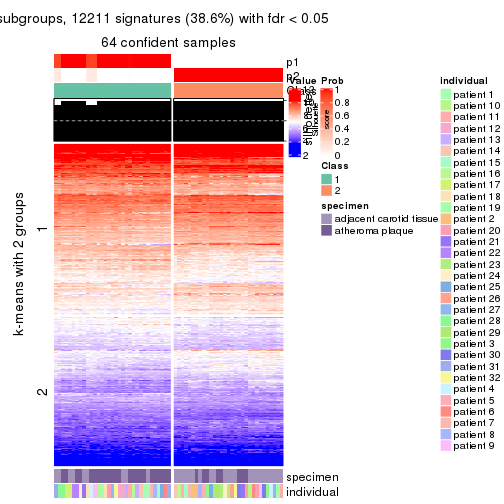 subgroups, 12211 signatures (38.6%) with fdr < 0.05
64 confident samples
p1
p2
k-means with 2 groups
1
2
Value
Prob
1
0.8
0.6
0.4
0.2
0
Silhouette
score
Class
1
2
specimen
adjacent carotid tissue
atheroma plaque
specimen
individual
individual
patient 1
patient 10
patient 11
patient 12
patient 13
patient 14
patient 15
patient 16
patient 17
patient 18
patient 19
patient 2
patient 20
patient 21
patient 22
patient 23
patient 24
patient 25
patient 26
patient 27
patient 28
patient 29
patient 3
patient 30
patient 31
patient 32
patient 4
patient 5
patient 6
patient 7
patient 8
patient 9